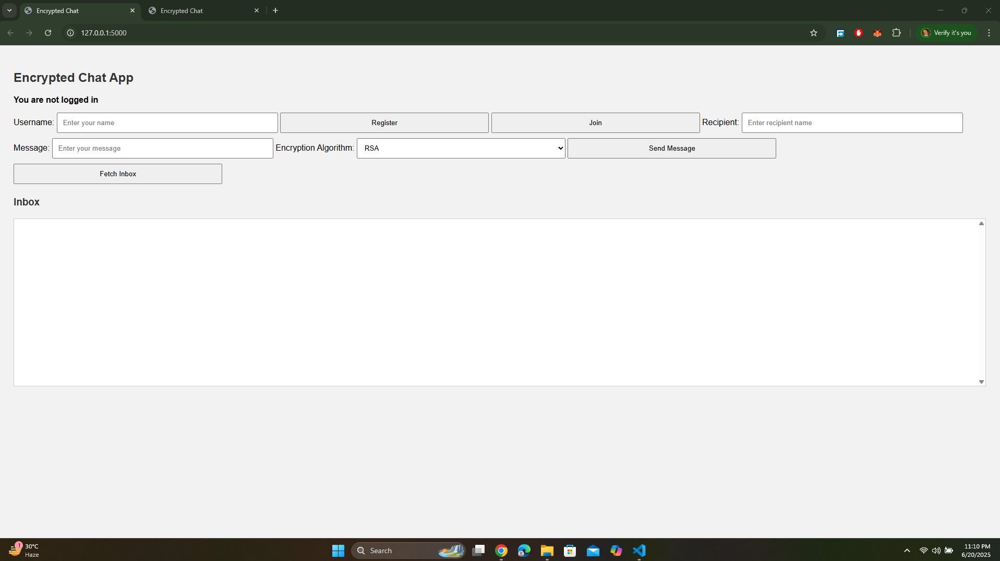 Encrypted Chat
Encrypted Chat
127.0.0.1:5000
Verify it's you
Encrypted Chat App
You are not logged in
Username: Enter your name Register Join Recipient: Enter recipient name
Message: Enter your message Encryption Algorithm: RSA Send Message
Fetch Inbox
Inbox
1
30°C
Haze
Search
11:10 PM
6/20/2025